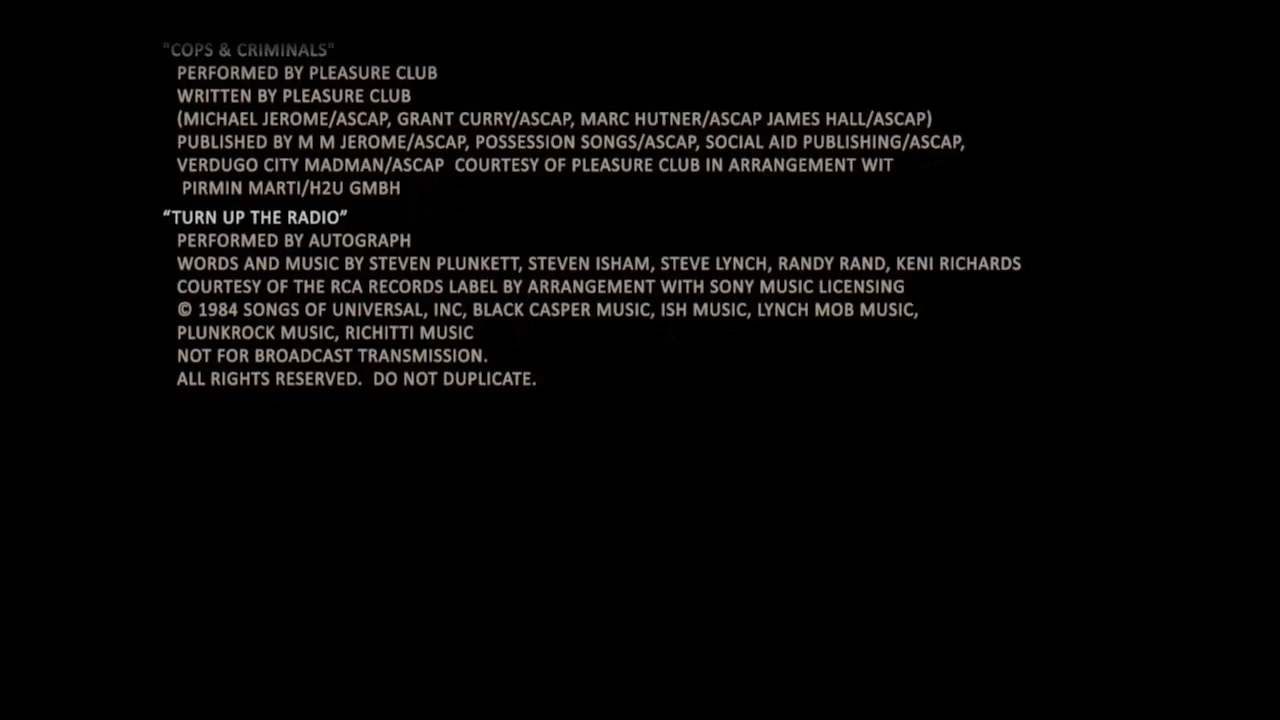 "COPS & CRIMINALS"
PERFORMED BY PLEASURE CLUB
WRITTEN BY PLEASURE CLUB
(MICHAEL JEROME/ASCAP, GRANT CURRY/ASCAP, MARC HUTNER/ASCAP JAMES HALL/ASCAP)
PUBLISHED BY M M JEROME/ASCAP, POSSESSION SONGS/ASCAP, SOCIAL AID PUBLISHING/ASCAP,
VERDUGO CITY MADMAN/ASCAP  COURTESY OF PLEASURE CLUB IN ARRANGEMENT WIT
PIRMIN MARTI/H2U GMBH
“TURN UP THE RADIO”
PERFORMED BY AUTOGRAPH
WORDS AND MUSIC BY STEVEN PLUNKETT, STEVEN ISHAM, STEVE LYNCH, RANDY RAND, KENI RICHARDS
COURTESY OF THE RCA RECORDS LABEL BY ARRANGEMENT WITH SONY MUSIC LICENSING
© 1984 SONGS OF UNIVERSAL, INC, BLACK CASPER MUSIC, ISH MUSIC, LYNCH MOB MUSIC,
PLUNKROCK MUSIC, RICHITTI MUSIC
NOT FOR BROADCAST TRANSMISSION.
ALL RIGHTS RESERVED.  DO NOT DUPLICATE.